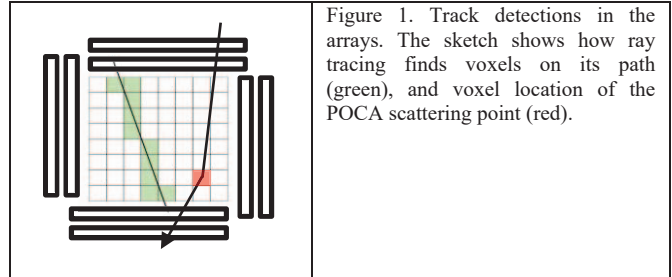 Figure 1. Track detections in the
arrays. The sketch shows how ray
tracing finds voxels on its path
(green), and voxel location of the
POCA scattering point (red).